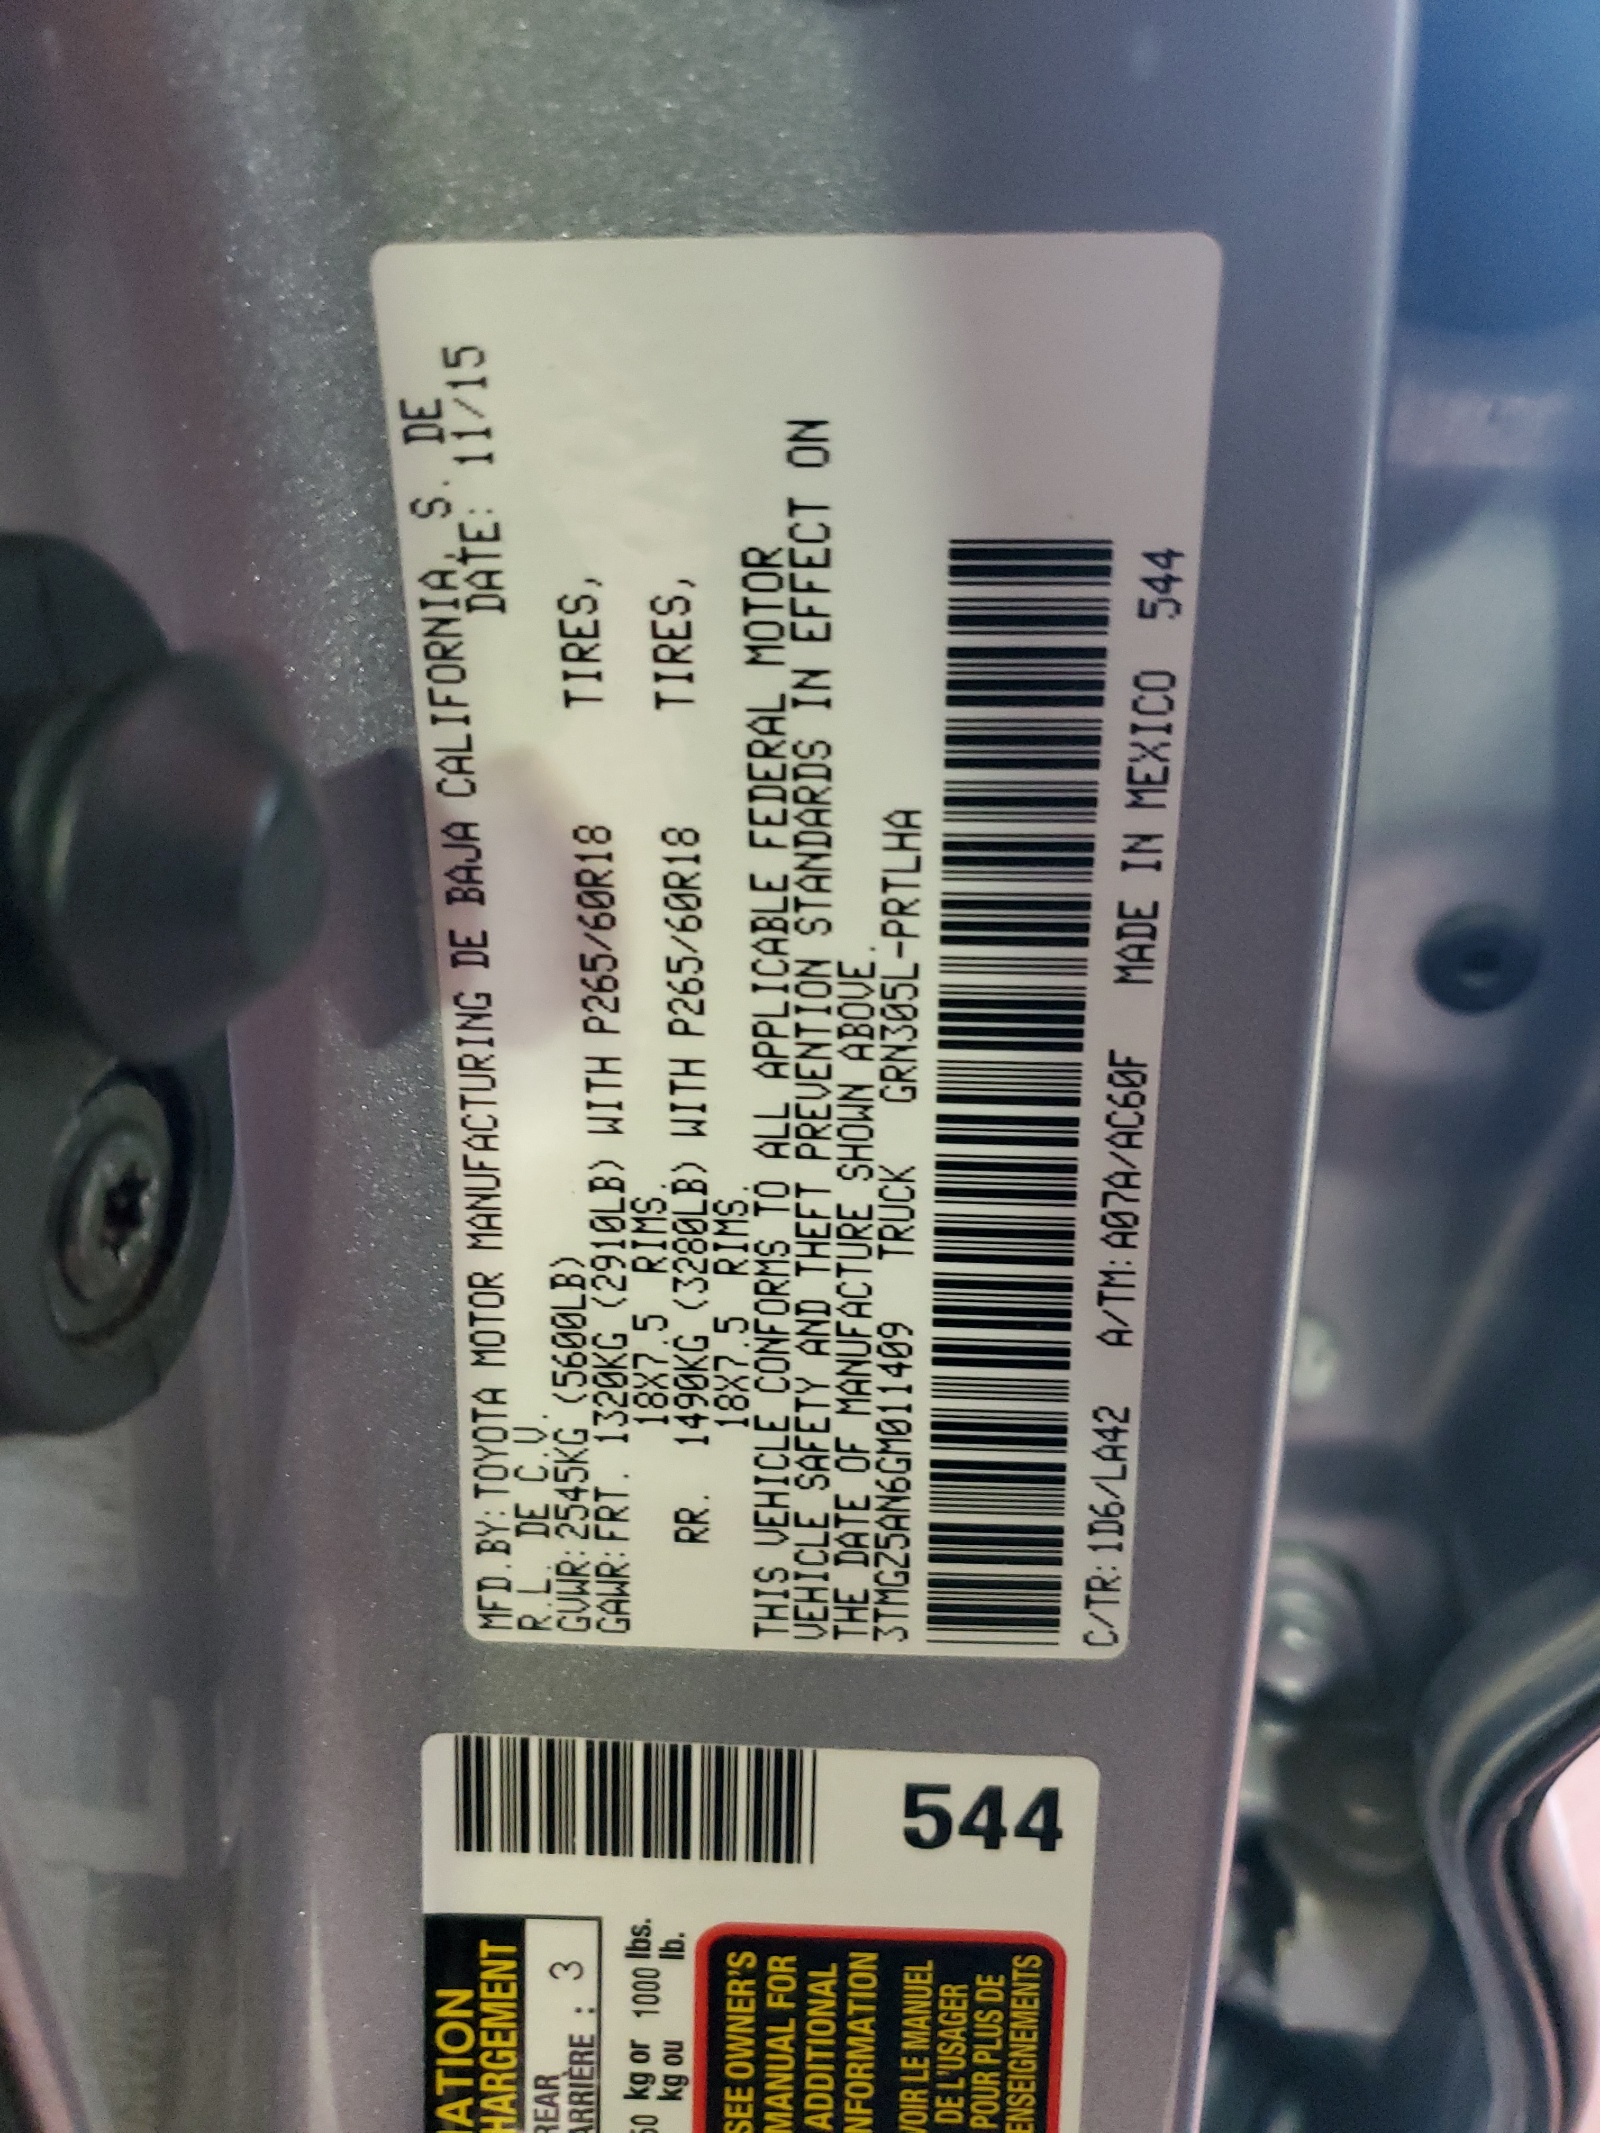 MFD.BY: TOYOTA MOTOR MANUFACTURING DE BAJA CALIFORNIA, S. DE
R.L. DE C.V. DATE: 11/15
GVWR: 2545KG (5600LB)
GAWR: FRT. 1320KG (2910LB) WITH P265/60R18 TIRES,
18X7.5 RIMS.
RR. 1490KG (3280LB) WITH P265/60R18 TIRES,
18X7.5 RIMS.
THIS VEHICLE CONFORMS TO ALL APPLICABLE FEDERAL MOTOR
VEHICLE SAFETY AND THEFT PREVENTION STANDARDS IN EFFECT ON
THE DATE OF MANUFACTURE SHOWN ABOVE.
3TMGZ5AN6GM011409 TRUCK GRN305L-PRTLHA
C/TR: 1D6/LA42 A/TM: A07A/AC60F MADE IN MEXICO 544
544
REAR
ARRIÈRE : 3
kg or 1000 lbs.
kg ou lb.
SEE OWNER'S
MANUAL FOR
ADDITIONAL
VOIR LE MANUEL
DE L'USAGER
POUR PLUS DE